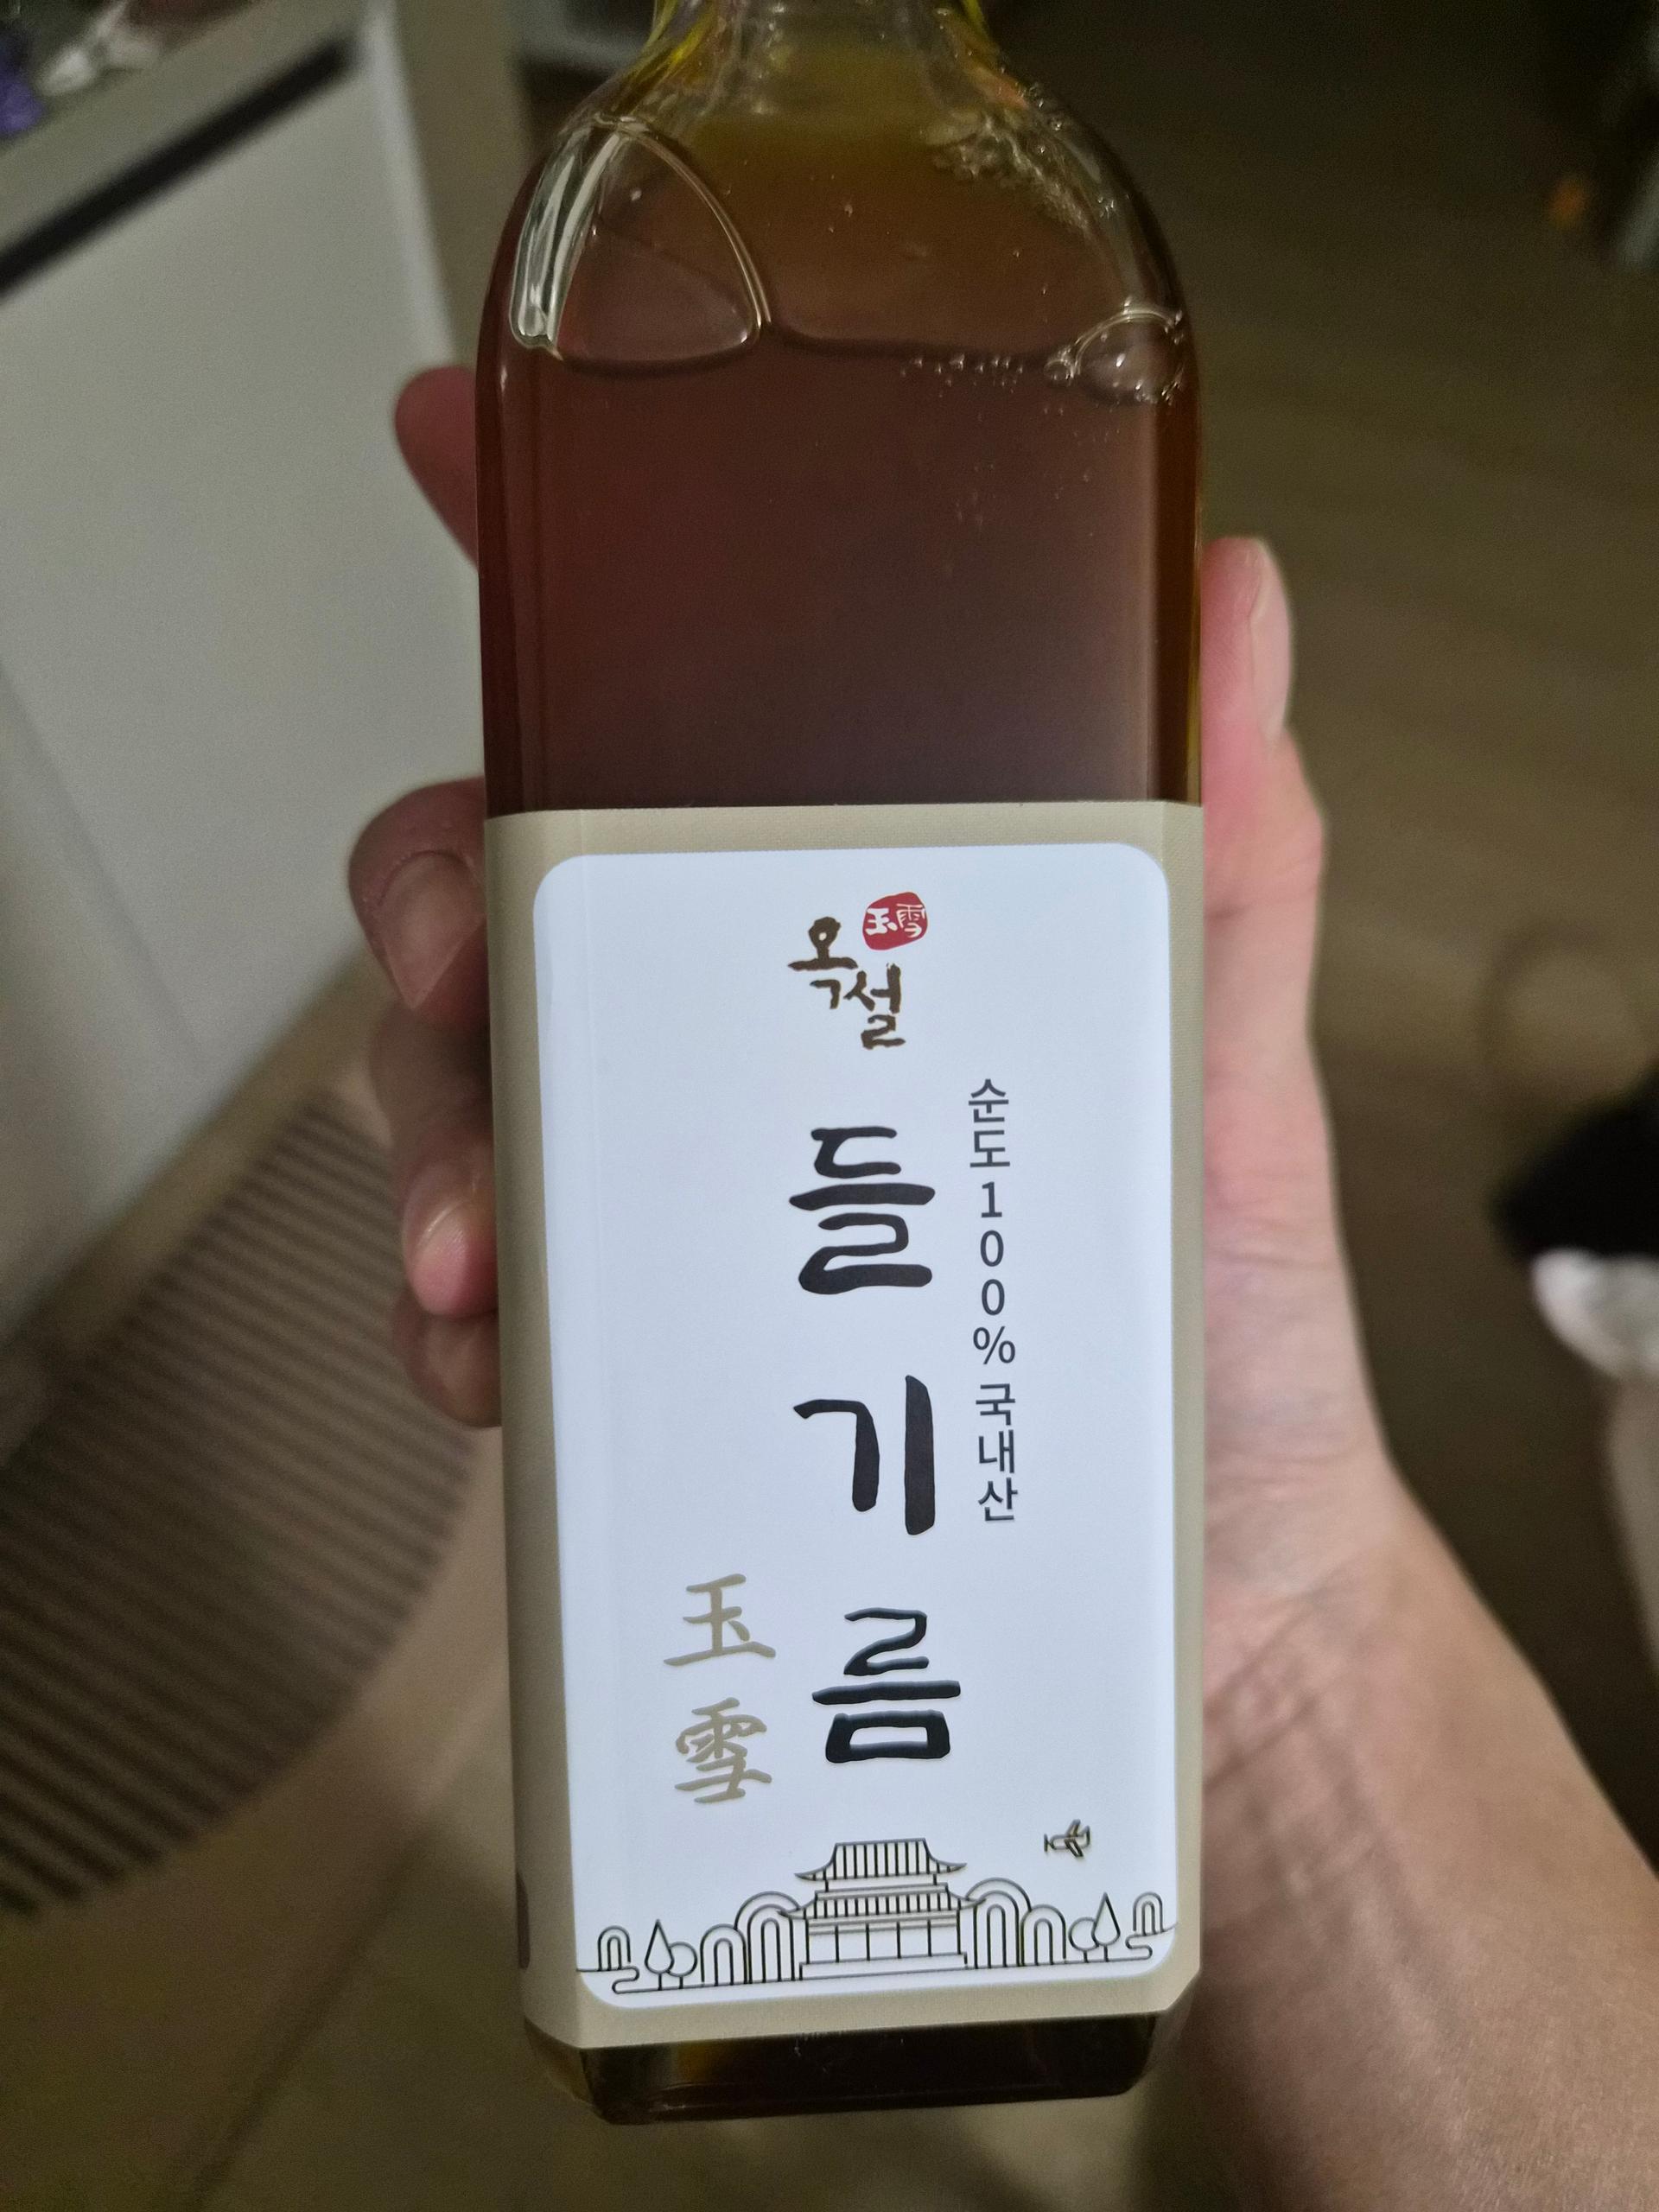 玉雪
옥설
순도100% 국내산
들기름
玉雪